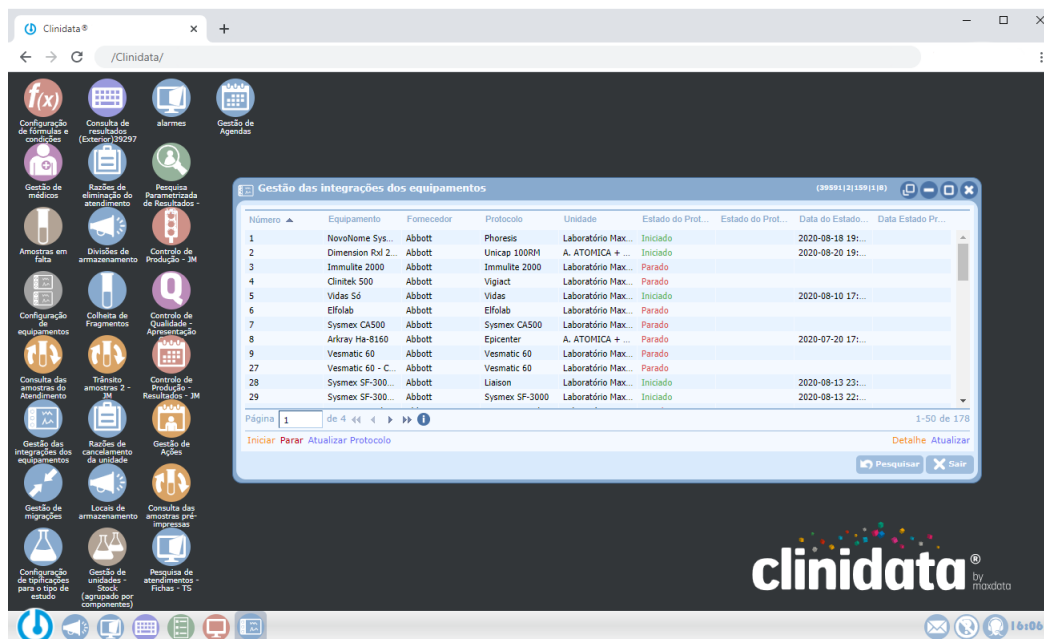 Clinidata®
/Clinidata/
Configuração de fórmulas e condições
Consulta de resultados (Exterior)39297
alarmes
Gestão de Agendas
Gestão de médicos
Razões de eliminação do atendimento
Pesquisa Parametrizada de Resultados -
Amostras em falta
Divisões de armazenamento
Controlo de Produção - JM
Configuração de equipamentos
Colheita de Fragmentos
Controlo de Qualidade - Apresentação
Consulta das amostras do Atendimento
Trânsito amostras 2 - JM
Controlo de Produção - Resultados - JM
Gestão das integrações dos equipamentos
Razões de cancelamento da unidade
Gestão de Ações
Gestão de migrações
Locais de armazenamento
Consulta das amostras pré-impressas
Configuração de tipificações para o tipo de estudo
Gestão de unidades - Stock (agrupado por componentes)
Pesquisa de atendimentos - Fichas - TS
Gestão das integrações dos equipamentos (39591|3|159|1|8)
Número Equipamento Fornecedor Protocolo Unidade Estado do Prot... Estado do Prot... Data do Estado... Data Estado Pr...
1 NovoNome Sys... Abbott Phoresis Laboratório Max... Iniciado 2020-08-18 19:...
2 Dimension Rxl 2... Abbott Unicap 100RM A. ATOMICA + ... Iniciado 2020-08-20 19:...
3 Immulite 2000 Abbott Immulite 2000 Laboratório Max... Parado
4 Clinitek 500 Abbott Vigiact Laboratório Max... Parado
5 Vidas Só Abbott Vidas Laboratório Max... Iniciado 2020-08-10 17:...
6 Elfolab Abbott Elfolab Laboratório Max... Parado
7 Sysmex CA500 Abbott Sysmex CA500 Laboratório Max... Parado
8 Arkray Ha-8160 Abbott Epicenter A. ATOMICA + ... Parado 2020-07-20 17:...
9 Vesmatic 60 Abbott Vesmatic 60 Laboratório Max... Parado
27 Vesmatic 60 - C... Abbott Vesmatic 60 Laboratório Max... Parado
28 Sysmex SF-300... Abbott Liaison Laboratório Max... Iniciado 2020-08-13 23:...
29 Sysmex SF-300... Abbott Sysmex SF-3000 Laboratório Max... Iniciado 2020-08-13 22:...
Página 1 de 4 1-50 de 178
Iniciar Parar Atualizar Protocolo Detalhe Atualizar
Pesquisar Sair
clinidata®
by maxdata
16:06